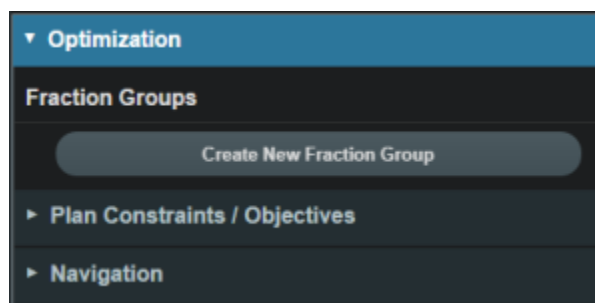 Optimization
Fraction Groups
Create New Fraction Group
Plan Constraints / Objectives
Navigation